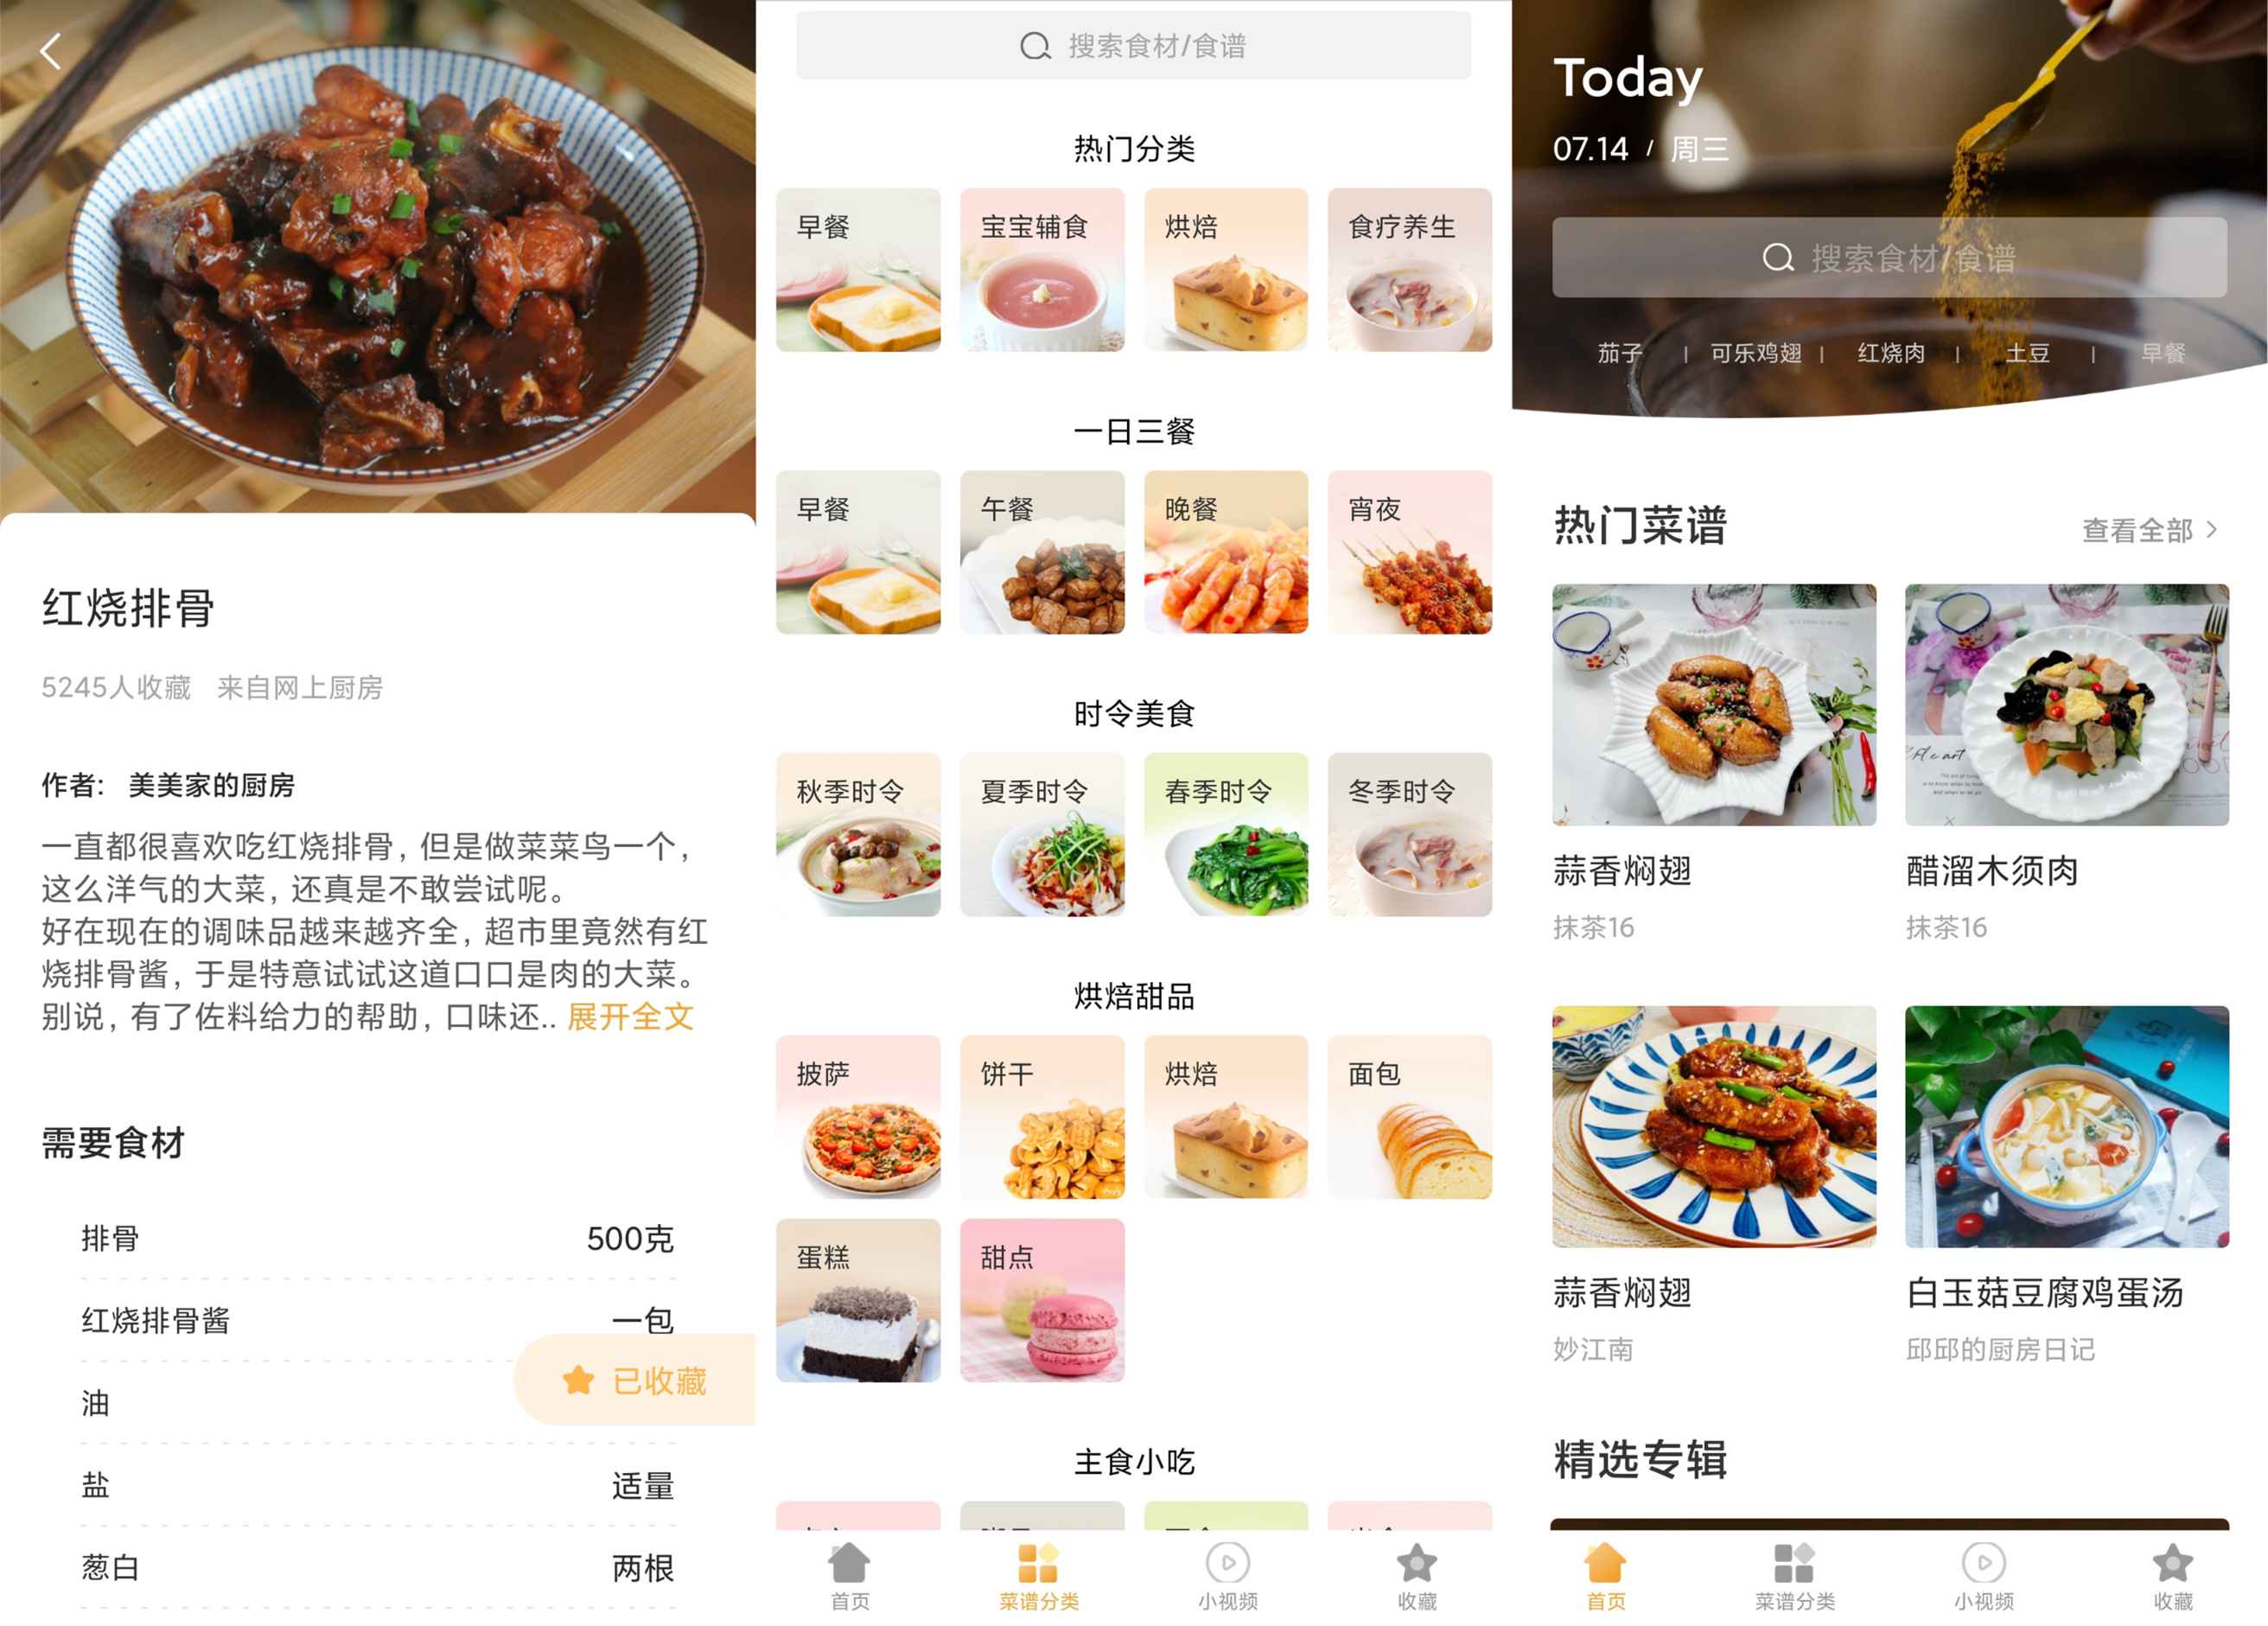 红烧排骨
5245人收藏 来自网上厨房
作者: 美美家的厨房
一直都很喜欢吃红烧排骨，但是做菜菜鸟一个，
这么洋气的大菜，还真是不敢尝试呢。
好在现在的调味品越来越齐全，超市里竟然有红
烧排骨酱，于是特意试试这道口口是肉的大菜。
别说，有了佐料给力的帮助，口味还.. 展开全文
需要食材
排骨 500克
红烧排骨酱 一包
油
已收藏
盐 适量
葱白 两根
搜索食材/食谱
热门分类
早餐 宝宝辅食 烘焙 食疗养生
一日三餐
早餐 午餐 晚餐 宵夜
时令美食
秋季时令 夏季时令 春季时令 冬季时令
烘焙甜品
披萨 饼干 烘焙 面包
蛋糕 甜点
主食小吃
首页 菜谱分类 小视频 收藏
Today
07.14 / 周三
搜索食材/食谱
茄子 | 可乐鸡翅 | 红烧肉 | 土豆 | 早餐
热门菜谱 查看全部 >
蒜香焖翅 醋溜木须肉
抹茶16 抹茶16
蒜香焖翅 白玉菇豆腐鸡蛋汤
妙江南 邱邱的厨房日记
精选专辑
首页 菜谱分类 小视频 收藏